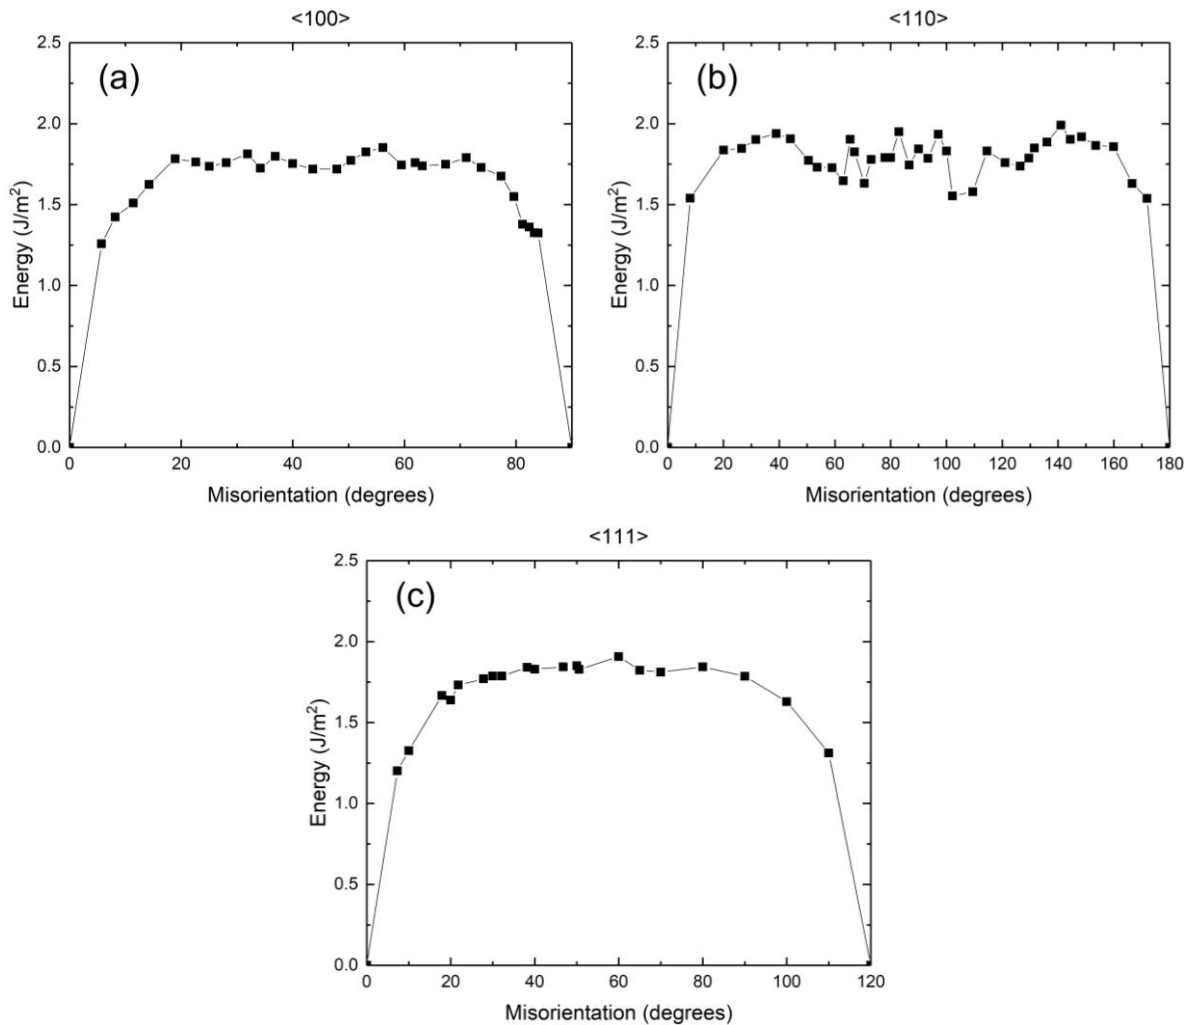 <100>
(a)
2.5
2.0
1.5
1.0
0.5
0.0
Energy (J/m²)
0 20 40 60 80
Misorientation (degrees)
<110>
(b)
2.5
2.0
1.5
1.0
0.5
0.0
Energy (J/m²)
0 20 40 60 80 100 120 140 160 180
Misorientation (degrees)
<111>
(c)
2.5
2.0
1.5
1.0
0.5
0.0
Energy (J/m²)
0 20 40 60 80 100 120
Misorientation (degrees)